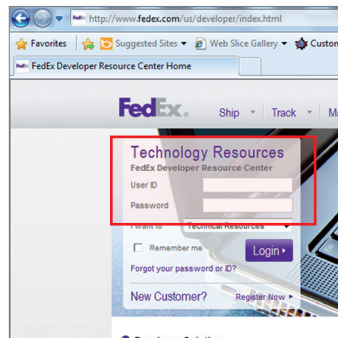 http://www.fedex.com/us/developer/index.html
Favorites Suggested Sites Web Slice Gallery Custom
FedEx Developer Resource Center Home
FedEx. Ship Track Ma
Technology Resources
FedEx Developer Resource Center
User ID
Password
I want to Technical Resources
Remember me Login
Forgot your password or ID?
New Customer? Register Now